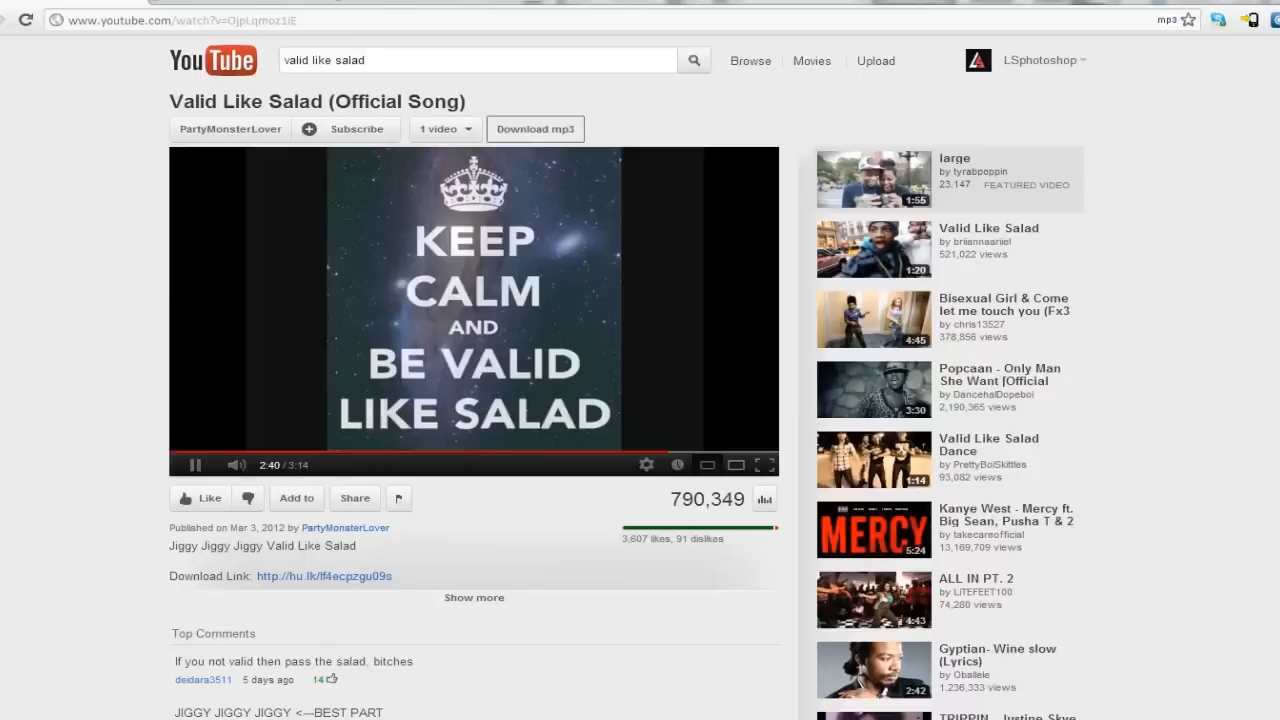 www.youtube.com/watch?v=OjpLqmoz1iE
mp3
YouTube
valid like salad
Browse
Movies
Upload
LSphotoshop
Valid Like Salad (Official Song)
PartyMonsterLover
Subscribe
1 video
Download mp3
KEEP
CALM
AND
BE VALID
LIKE SALAD
2:40 / 3:14
Like
Add to
Share
790,349
Published on Mar 3, 2012 by PartyMonsterLover
3,607 likes, 91 dislikes
Jiggy Jiggy Jiggy Valid Like Salad
Download Link: http://hu.lk/lf4ecpzgu09s
Show more
Top Comments
If you not valid then pass the salad, bitches
deidara3511 5 days ago 14
JIGGY JIGGY JIGGY <---BEST PART
1:55
large
by tyrabpoppin
23,147 FEATURED VIDEO
1:20
Valid Like Salad
by briiannaariiel
521,022 views
4:45
Bisexual Girl & Come
let me touch you (Fx3
by chris13527
378,856 views
3:30
Popcaan - Only Man
She Want [Official
by DancehalDopeboi
2,190,365 views
1:14
Valid Like Salad
Dance
by PrettyBoiSkittles
93,082 views
MERCY
5:24
Kanye West - Mercy ft.
Big Sean, Pusha T & 2
by takecareofficial
13,169,709 views
4:43
ALL IN PT. 2
by LiTEFEET100
74,280 views
2:42
Gyptian- Wine slow
(Lyrics)
by Oballele
1,236,333 views
TRIPPIN - Justine Skye